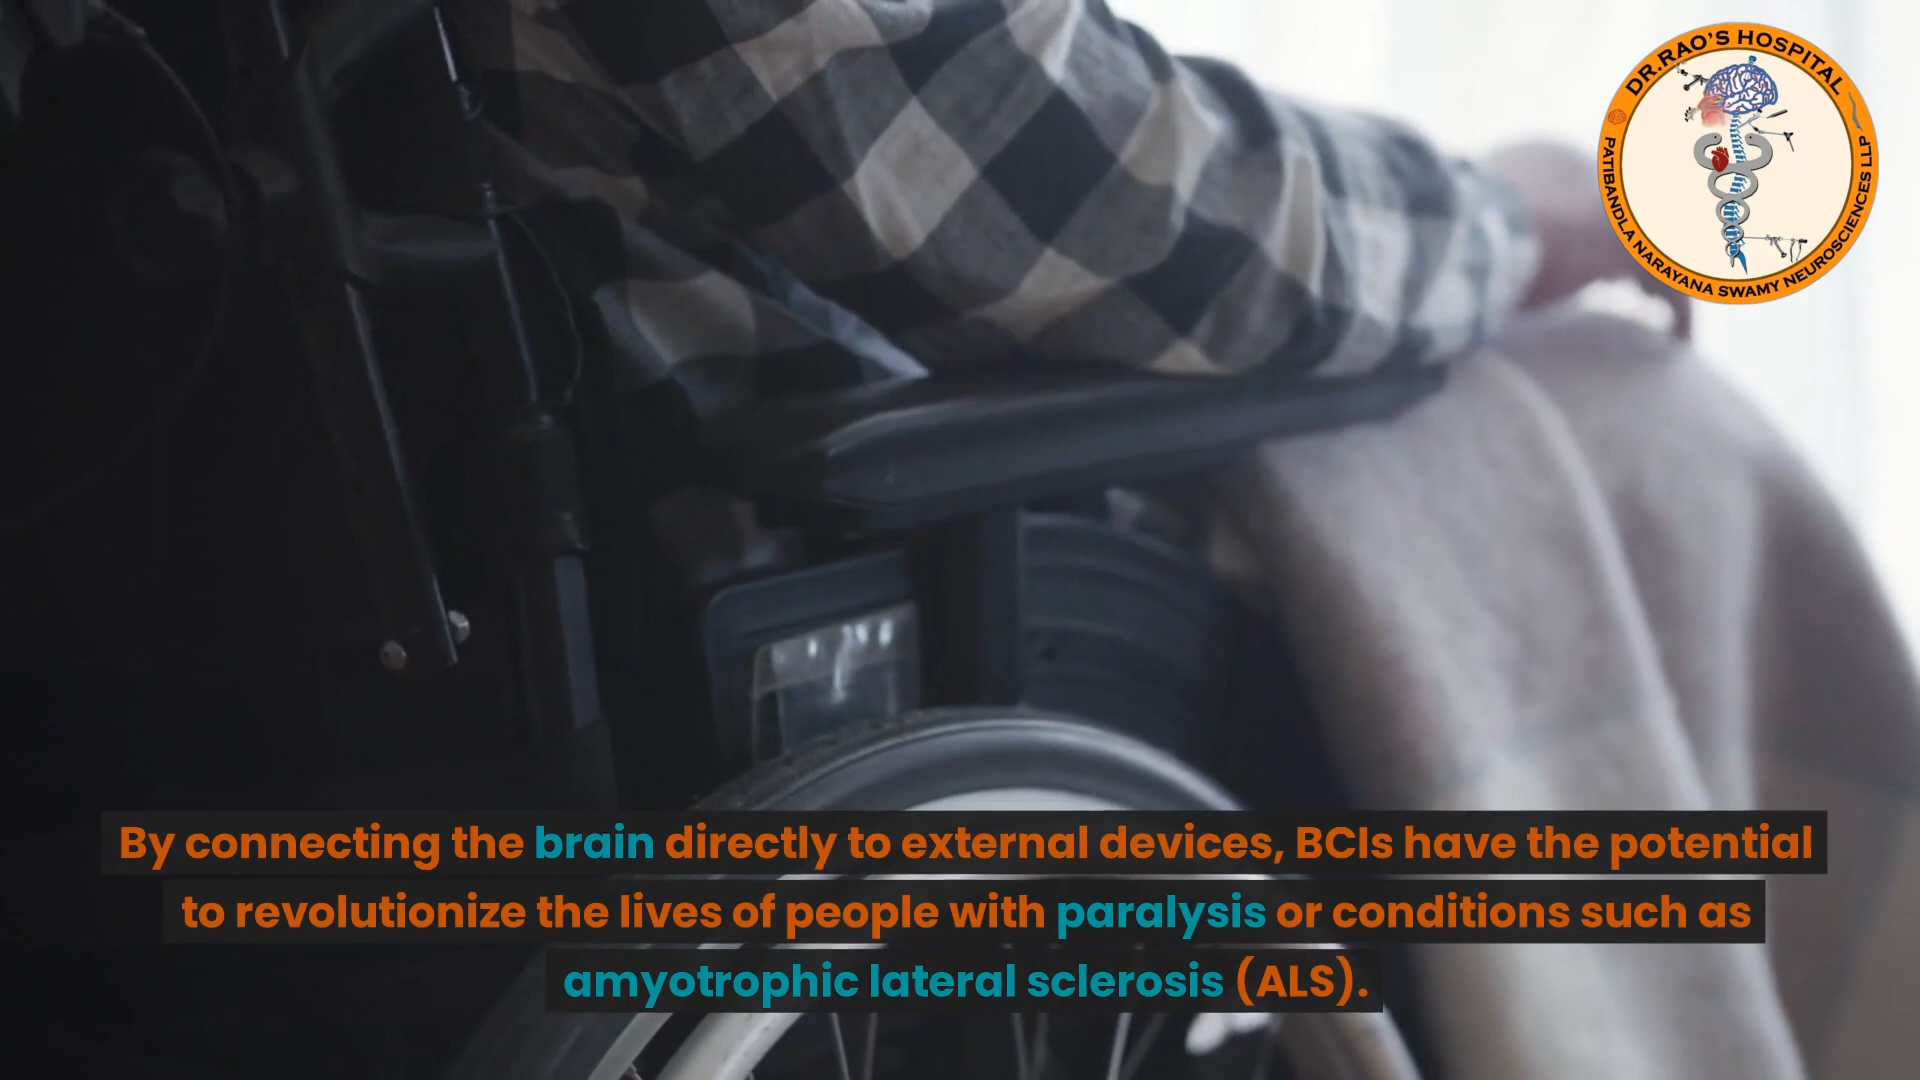 DR.RAO'S HOSPITAL
PATIBANDLA NARAYANA SWAMY NEUROSCIENCES LLP
By connecting the brain directly to external devices, BCIs have the potential
to revolutionize the lives of people with paralysis or conditions such as
amyotrophic lateral sclerosis (ALS).